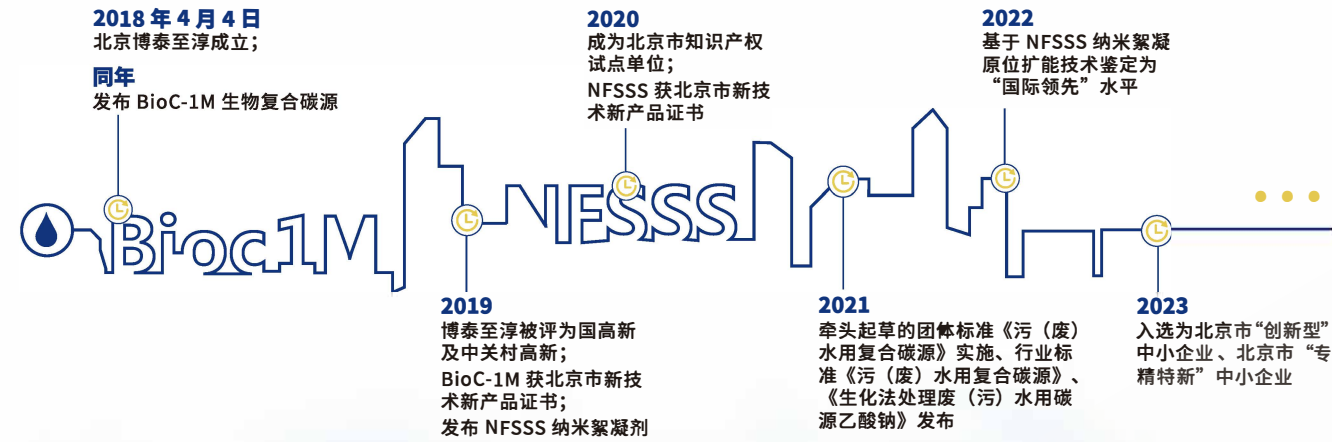 2018 年 4 月 4 日
北京博泰至淳成立；
同年
发布 BioC-1M 生物复合碳源
2020
成为北京市知识产权
试点单位；
NFSSS 获北京市新技
术新产品证书
2022
基于 NFSSS 纳米絮凝
原位扩能技术鉴定为
“国际领先”水平
Bioc1M
NFSSS
2019
博泰至淳被评为国高新
及中关村高新；
BioC-1M 获北京市新技
术新产品证书；
发布 NFSSS 纳米絮凝剂
2021
牵头起草的团体标准《污（废）
水用复合碳源》实施、行业标
准《污（废）水用复合碳源》、
《生化法处理废（污）水用碳
源乙酸钠》发布
2023
入选为北京市“创新型”
中小企业、北京市“专
精特新”中小企业